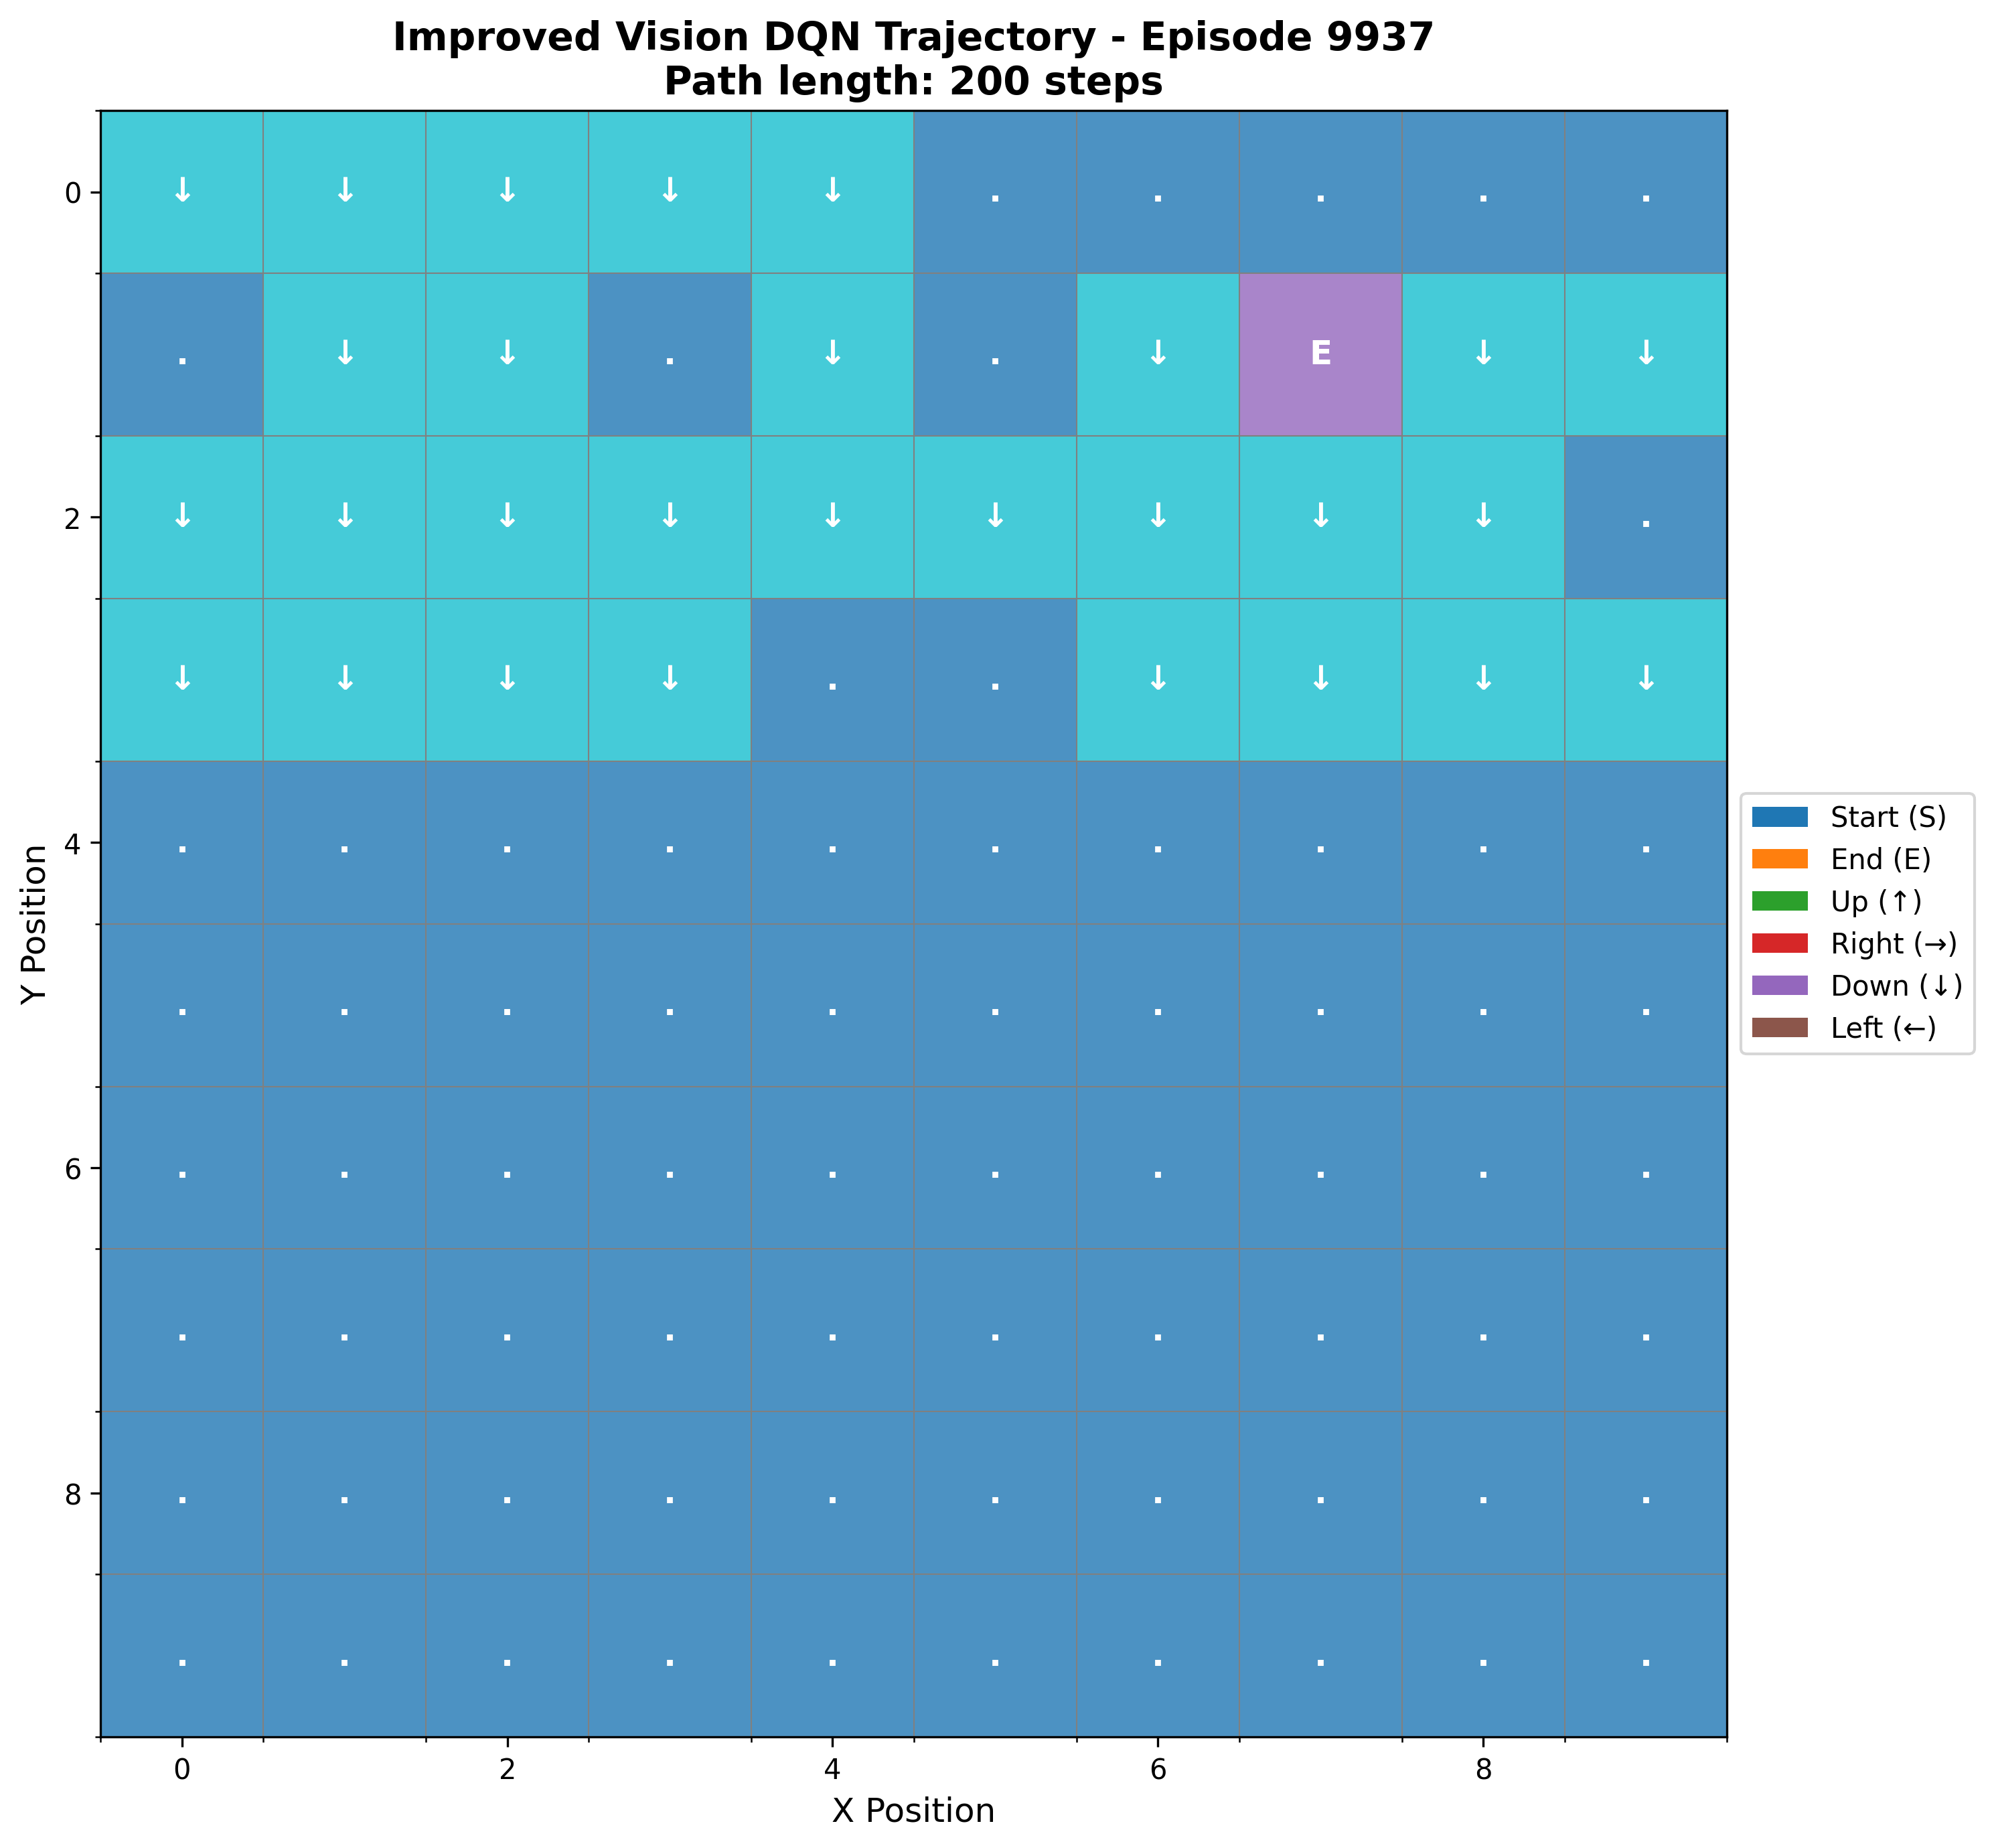 Improved Vision DQN Trajectory - Episode 9937
Path length: 200 steps
0 ↓ ↓ ↓ ↓ ↓ . . . . .
. ↓ ↓ . ↓ . ↓ E ↓ ↓
2 ↓ ↓ ↓ ↓ ↓ ↓ ↓ ↓ ↓ .
↓ ↓ ↓ ↓ . . ↓ ↓ ↓ ↓
4 . . . . . . . . . .
. . . . . . . . . .
6 . . . . . . . . . .
. . . . . . . . . .
8 . . . . . . . . . .
. . . . . . . . . .
0 2 4 6 8
X Position
Y Position
Start (S)
End (E)
Up (↑)
Right (→)
Down (↓)
Left (←)